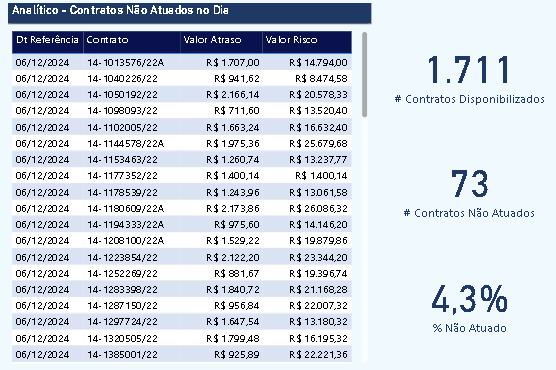 Analítico - Contratos Não Atuados no Dia
Dt Referência Contrato Valor Atraso Valor Risco
06/12/2024 14-1013576/22A R$ 1.707,00 R$ 14.794,00
06/12/2024 14-1040226/22 R$ 941,62 R$ 8.474,58
06/12/2024 14-1050192/22 R$ 2.166,14 R$ 20.578,33
06/12/2024 14-1098093/22 R$ 711,60 R$ 13.520,40
06/12/2024 14-1102005/22 R$ 1.663,24 R$ 16.632,40
06/12/2024 14-1144578/22A R$ 1.975,36 R$ 25.679,68
06/12/2024 14-1153463/22 R$ 1.260,74 R$ 13.237,77
06/12/2024 14-1177352/22 R$ 1.400,14 R$ 1.400,14
06/12/2024 14-1178539/22 R$ 1.243,96 R$ 13.061,58
06/12/2024 14-1180609/22A R$ 2.173,86 R$ 26.086,32
06/12/2024 14-1194333/22A R$ 975,60 R$ 14.146,20
06/12/2024 14-1208100/22A R$ 1.529,22 R$ 19.879,86
06/12/2024 14-1223854/22 R$ 2.122,20 R$ 23.344,20
06/12/2024 14-1252269/22 R$ 881,67 R$ 19.396,74
06/12/2024 14-1283398/22 R$ 1.840,72 R$ 21.168,28
06/12/2024 14-1287150/22 R$ 956,84 R$ 22.007,32
06/12/2024 14-1297724/22 R$ 1.647,54 R$ 13.180,32
06/12/2024 14-1320505/22 R$ 1.799,48 R$ 16.195,32
06/12/2024 14-1385001/22 R$ 925,89 R$ 22.221,36
1.711
# Contratos Disponibilizados
73
# Contratos Não Atuados
4,3%
% Não Atuado